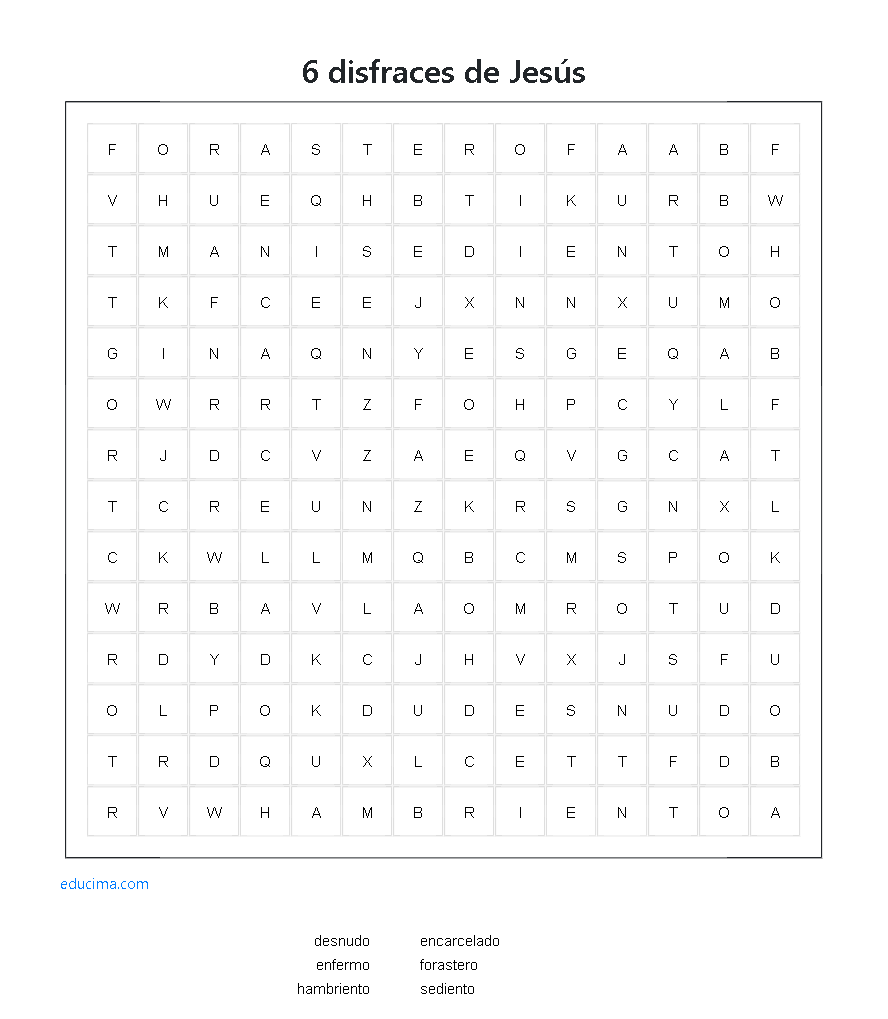 6 disfraces de Jesús
F O R A S T E R O F A A B F
V H U E Q H B T I K U R B W
T M A N I S E D I E N T O H
T K F C E E J X N N X U M O
G I N A Q N Y E S G E Q A B
O W R R T Z F O H P C Y L F
R J D C V Z A E Q V G C A T
T C R E U N Z K R S G N X L
C K W L L M Q B C M S P O K
W R B A V L A O M R O T U D
R D Y D K C J H V X J S F U
O L P O K D U D E S N U D O
T R D Q U X L C E T T F D B
R V W H A M B R I E N T O A
educima.com
desnudo encarcelado
enfermo forastero
hambriento sediento